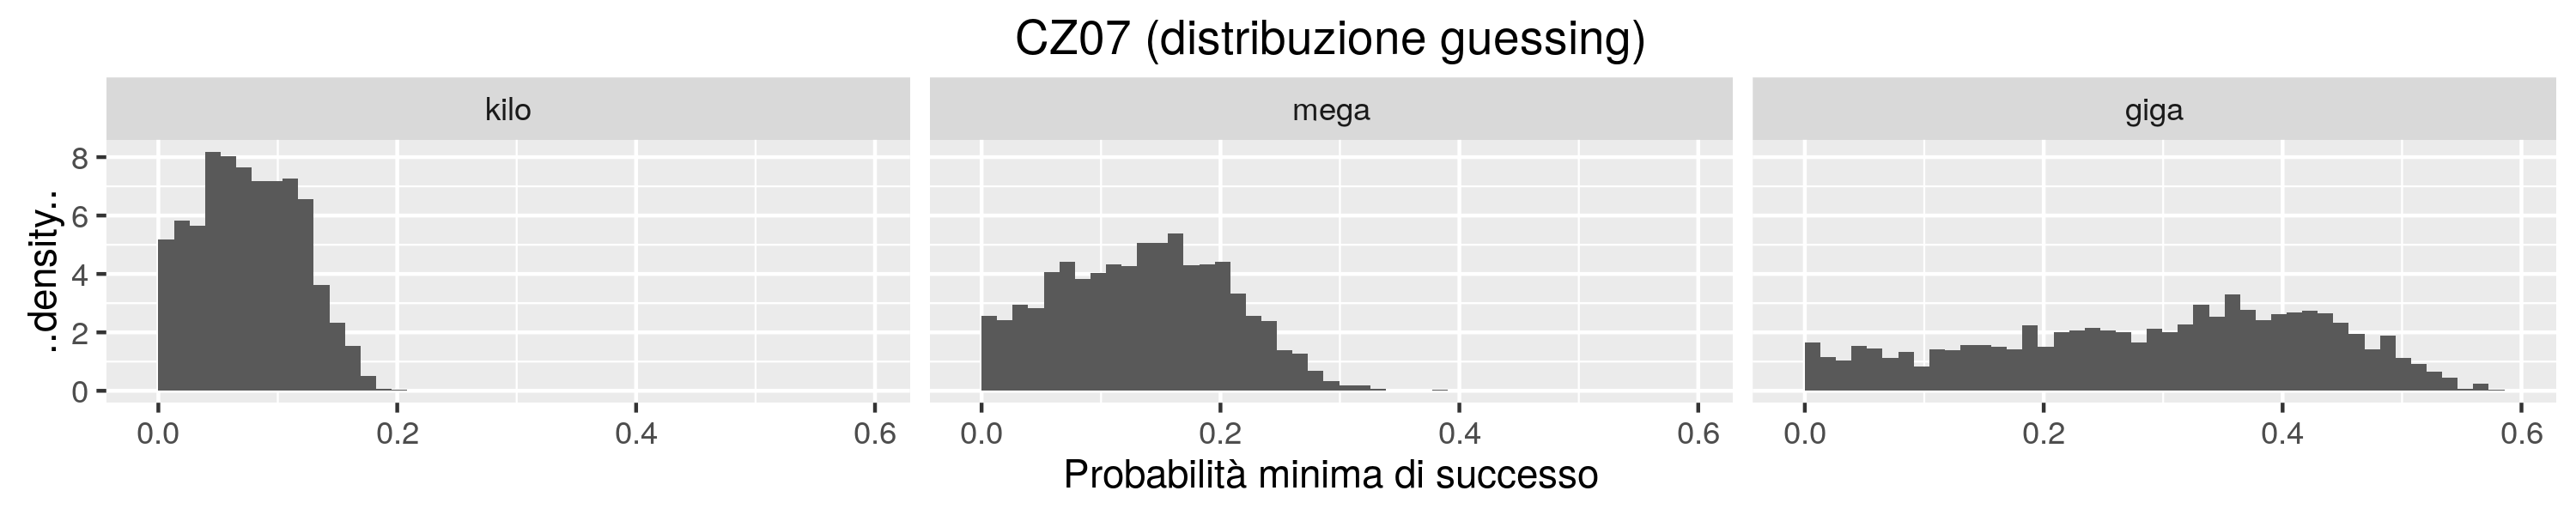 CZ07 (distribuzione guessing)
kilo
mega
giga
..density..
8
6
4
2
0
0.0 0.2 0.4 0.6
0.0 0.2 0.4 0.6
0.0 0.2 0.4 0.6
Probabilità minima di successo